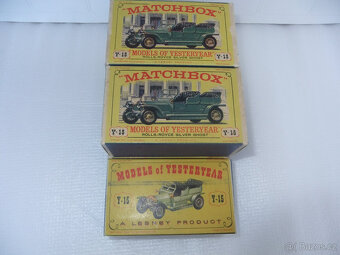 MATCHBOX
Y-15 MODELS OF YESTERYEAR Y-15
ROLLS-ROYCE SILVER GHOST
MATCHBOX
Y-15 MODELS OF YESTERYEAR Y-15
ROLLS-ROYCE SILVER GHOST
MODELS of YESTERYEAR
Y-15 Y-15
A LESNEY PRODUCT